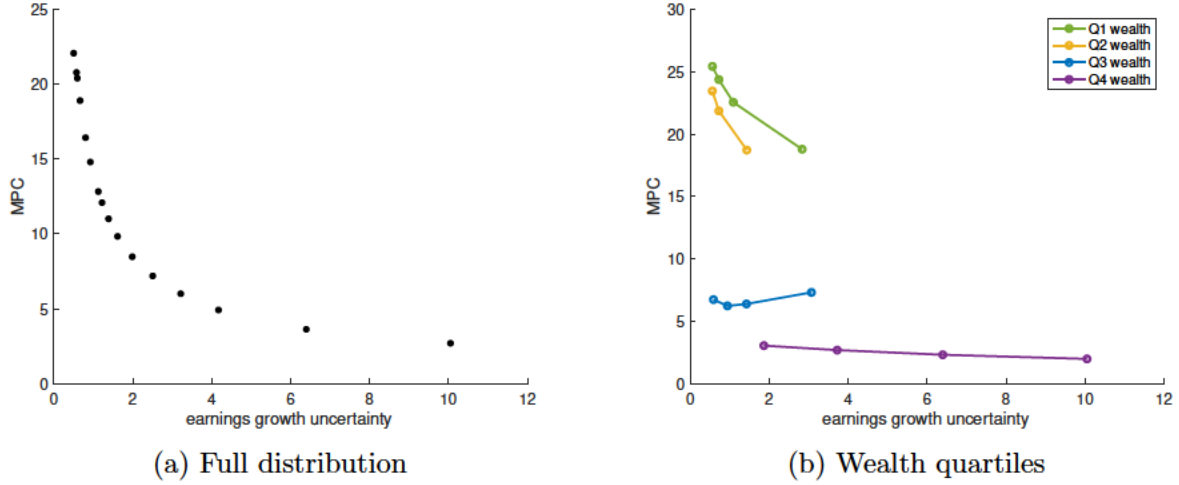 25
20
15
10
5
0
MPC
0 2 4 6 8 10 12
earnings growth uncertainty
(a) Full distribution
30
25
20
15
10
5
0
MPC
0 2 4 6 8 10 12
earnings growth uncertainty
Q1 wealth
Q2 wealth
Q3 wealth
Q4 wealth
(b) Wealth quartiles